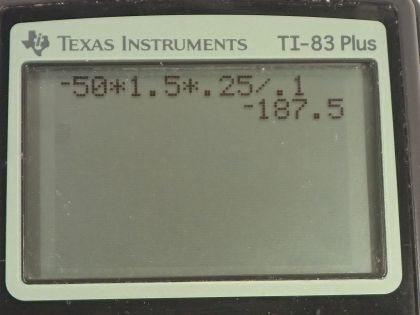 TEXAS INSTRUMENTS TI-83 Plus
-50*1.5*.25/.1
-187.5